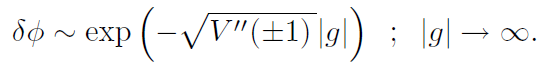 δϕ ∼ exp (−√V′′(±1) |g|) ; |g| → ∞.